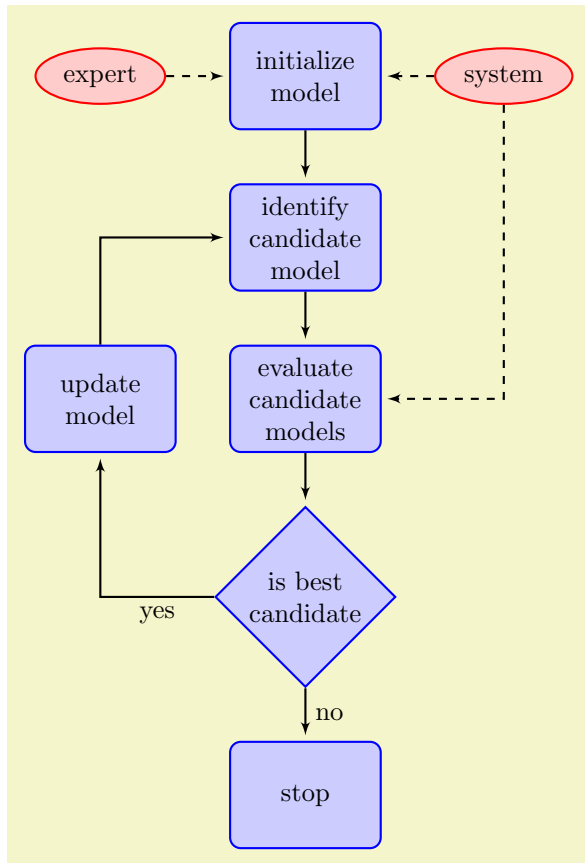 expert
initialize
model
system
identify
candidate
model
update
model
evaluate
candidate
models
is best
candidate
yes
no
stop